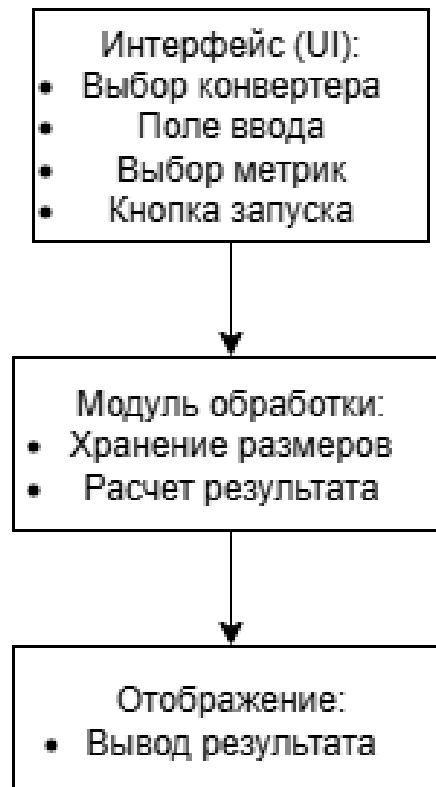 Интерфейс (UI):
• Выбор конвертера
• Поле ввода
• Выбор метрик
• Кнопка запуска
Модуль обработки:
• Хранение размеров
• Расчет результата
Отображение:
• Вывод результата